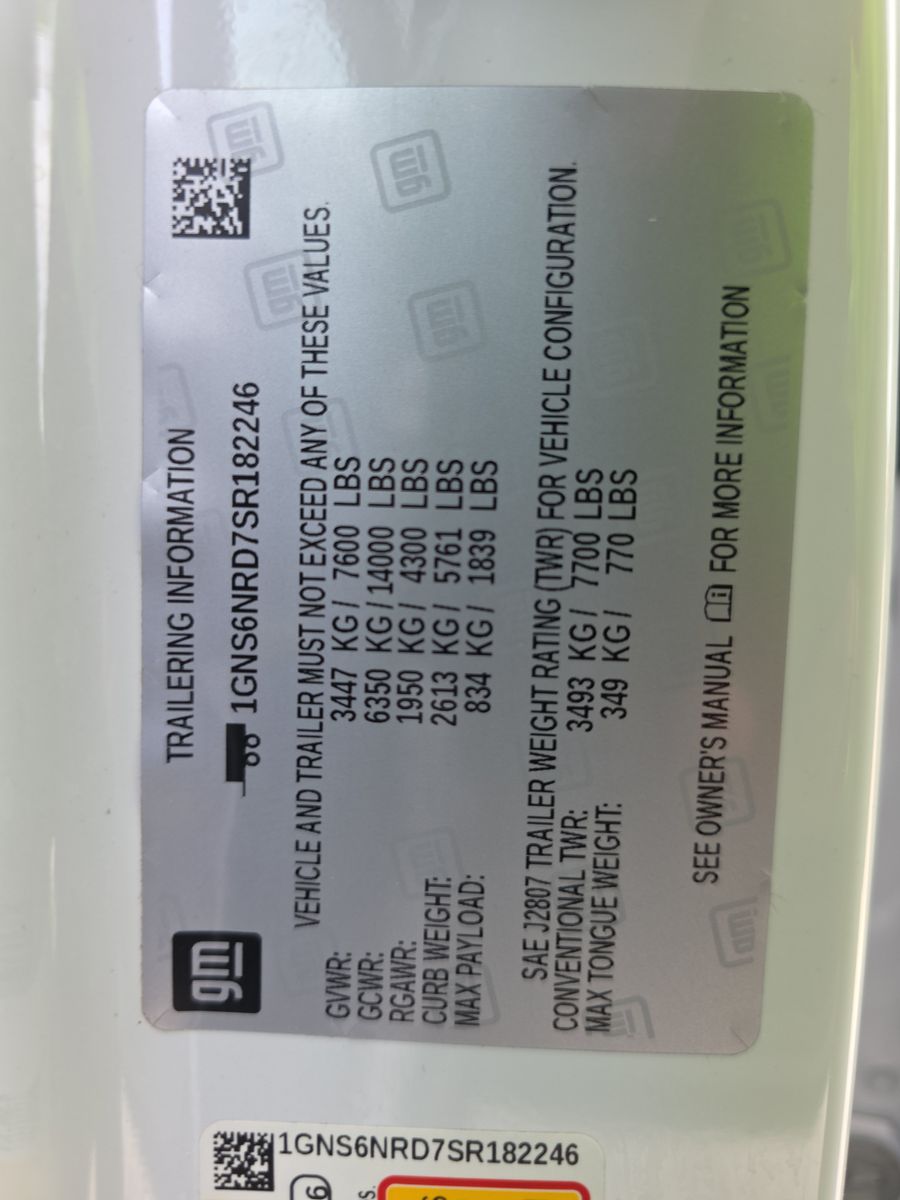 gm
TRAILERING INFORMATION
1GNS6NRD7SR182246
VEHICLE AND TRAILER MUST NOT EXCEED ANY OF THESE VALUES.
GVWR: 3447 KG / 7600 LBS
GCWR: 6350 KG / 14000 LBS
RGAWR: 1950 KG / 4300 LBS
CURB WEIGHT: 2613 KG / 5761 LBS
MAX PAYLOAD: 834 KG / 1839 LBS
SAE J2807 TRAILER WEIGHT RATING (TWR) FOR VEHICLE CONFIGURATION.
CONVENTIONAL TWR: 3493 KG / 7700 LBS
MAX TONGUE WEIGHT: 349 KG / 770 LBS
SEE OWNER'S MANUAL FOR MORE INFORMATION
1GNS6NRD7SR182246